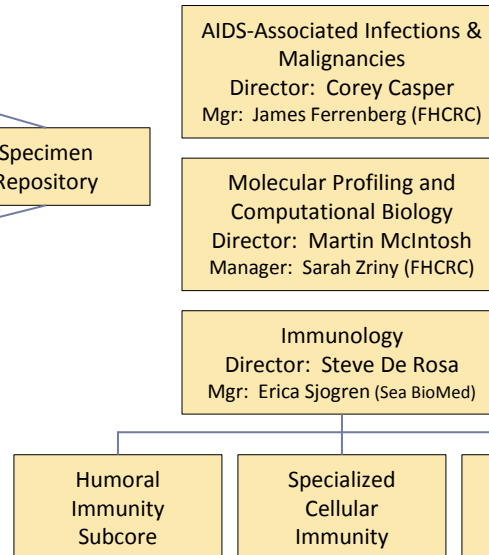 AIDS-Associated Infections &
Malignancies
Director: Corey Casper
Mgr: James Ferrenberg (FHCRC)
Specimen
Repository
Molecular Profiling and
Computational Biology
Director: Martin McIntosh
Manager: Sarah Zriny (FHCRC)
Immunology
Director: Steve De Rosa
Mgr: Erica Sjogren (Sea BioMed)
Humoral
Immunity
Subcore
Specialized
Cellular
Immunity